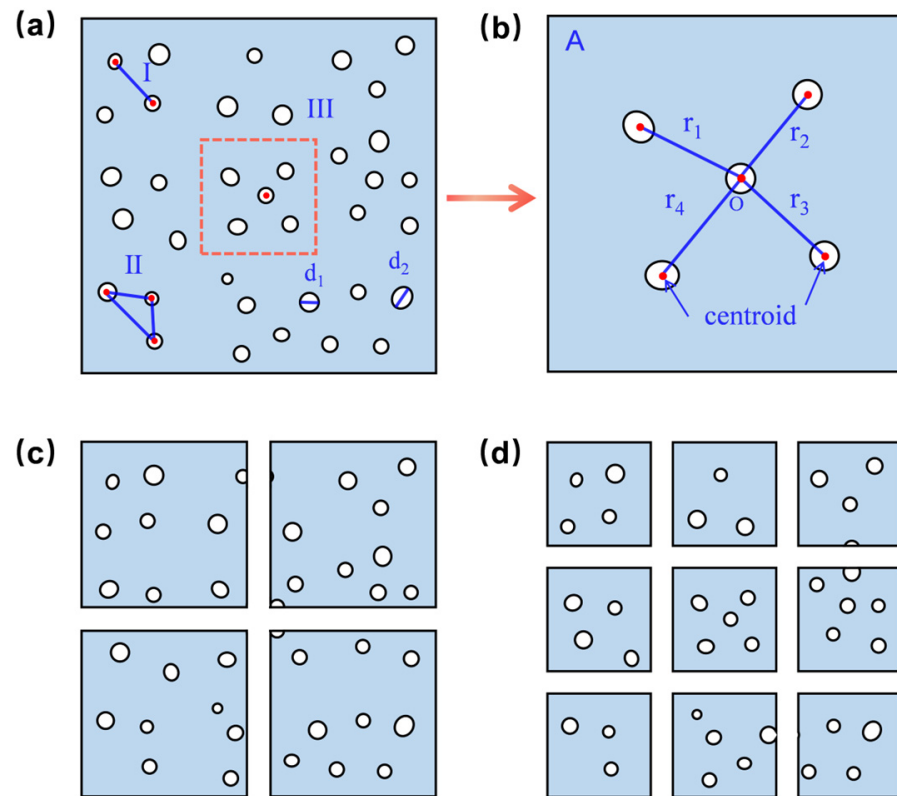 (a)
I
III
II
d₁
d₂
(b)
A
r₁
r₂
O
r₄
r₃
centroid
(c)
(d)